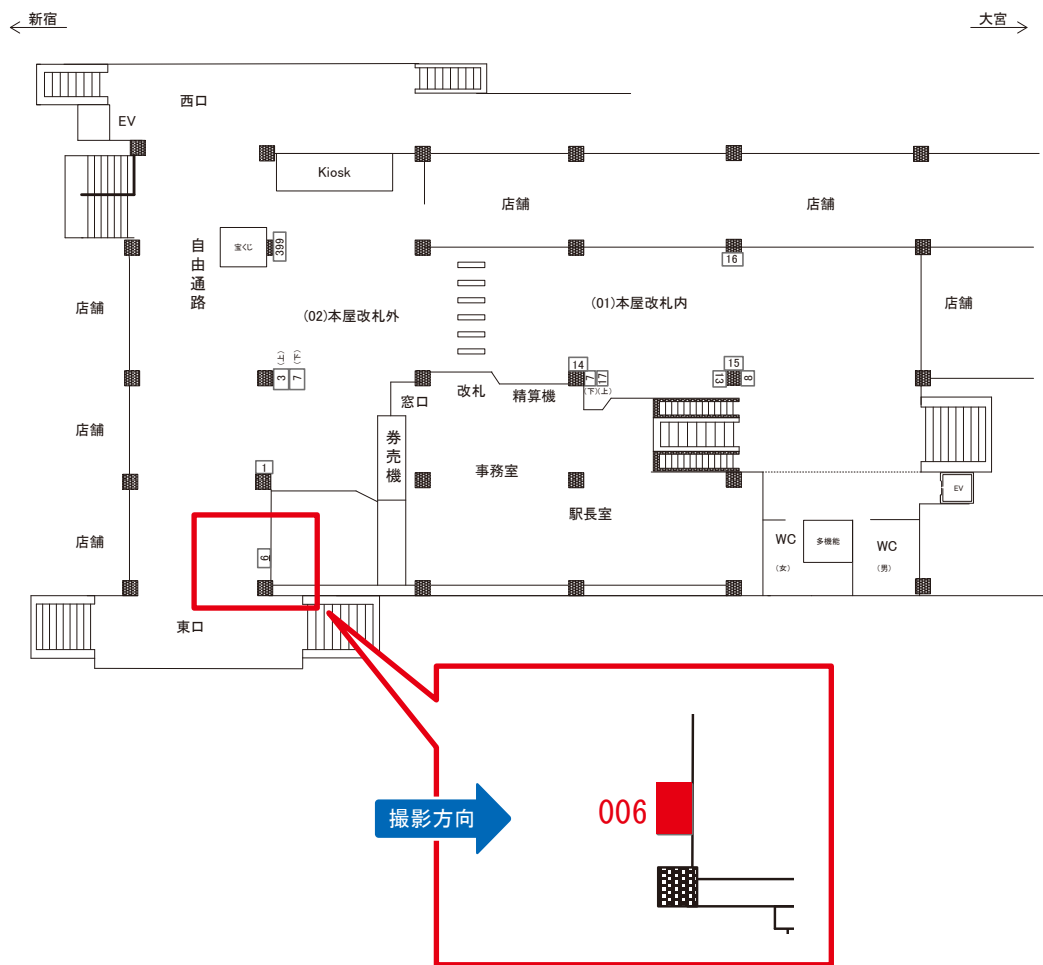 新宿
大宮
西口
EV
Kiosk
店舗
店舗
自由通路
宝くじ
399
16
店舗
(02)本屋改札外
(01)本屋改札内
店舗
(上)
(下)
3
7
14
7
17
(下)
(上)
15
13
8
窓口
改札
精算機
店舗
券売機
1
事務室
EV
駅長室
店舗
6
WC
(女)
多機能
WC
(男)
東口
撮影方向
006